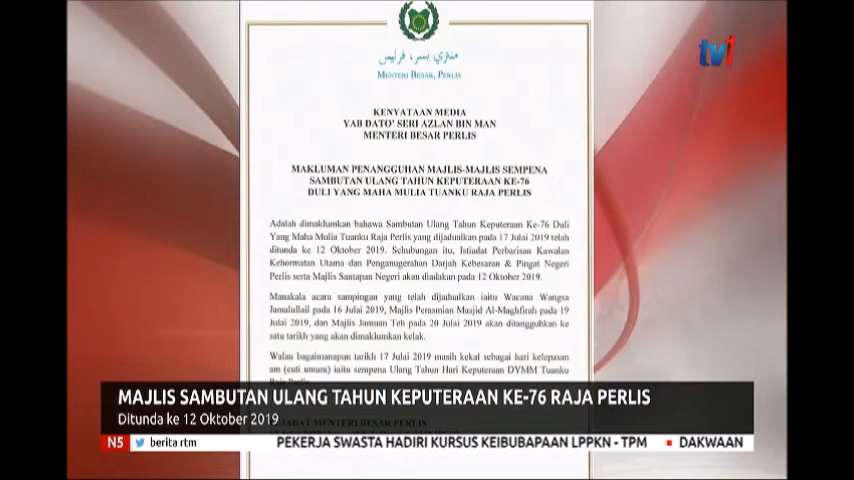 tv1
منتري بسر، فرليس
MENTERI BESAR, PERLIS
KENYATAAN MEDIA
YAB DATO' SERI AZLAN BIN MAN
MENTERI BESAR PERLIS
MAKLUMAN PENANGGUHAN MAJLIS-MAJLIS SEMPENA
SAMBUTAN ULANG TAHUN KEPUTERAAN KE-76
DULI YANG MAHA MULIA TUANKU RAJA PERLIS
Adalah dimaklumkan bahawa Sambutan Ulang Tahun Keputeraan Ke-76 Duli
Yang Maha Mulia Tuanku Raja Perlis yang dijadualkan pada 17 Julai 2019 telah
ditunda ke 12 Oktober 2019. Sehubungan itu, Istiadat Perbarisan Kawalan
Kehormatan Utama dan Penganugerahan Darjah Kebesaran & Pingat Negeri
Perlis serta Majlis Santapan Negeri akan diadakan pada 12 Oktober 2019.
Manakala acara sampingan yang telah dijadualkan iaitu Wacana Wangsa
Jamalullail pada 16 Julai 2019, Majlis Perasmian Masjid Al-Maghfirah pada 19
Julai 2019, dan Majlis Jamuan Teh pada 20 Julai 2019 akan ditangguhkan ke
satu tarikh yang akan dimaklumkan kelak.
Walau bagaimanapun tarikh 17 Julai 2019 masih kekal sebagai hari kelepasan
am (cuti umum) iaitu sempena Ulang Tahun Hari Keputeraan DYMM Tuanku
Raja Perlis.
MAJLIS SAMBUTAN ULANG TAHUN KEPUTERAAN KE-76 RAJA PERLIS
Ditunda ke 12 Oktober 2019
PEJABAT MENTERI BESAR PERLIS
N5 berita rtm PEKERJA SWASTA HADIRI KURSUS KEIBUBAPAAN LPPKN - TPM DAKWAAN